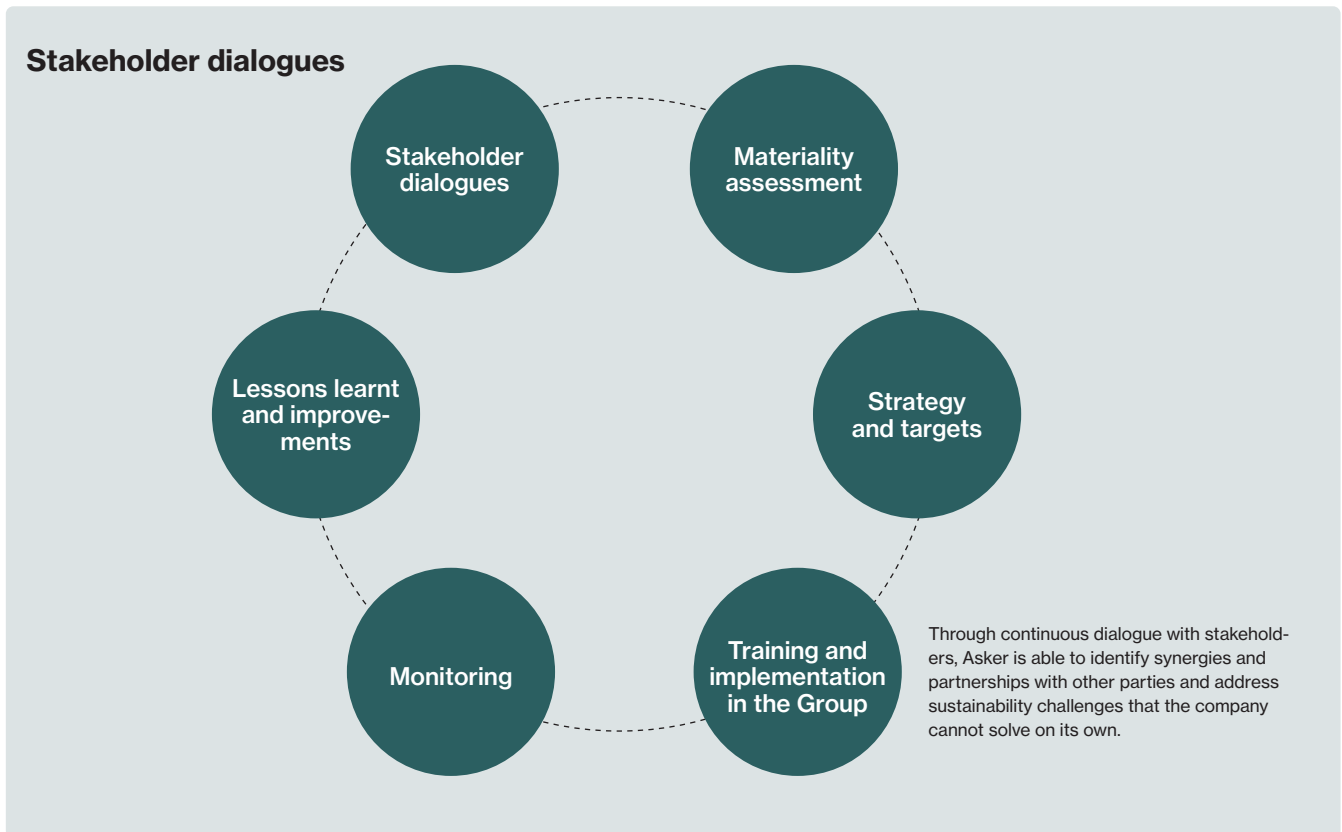 Stakeholder dialogues
Stakeholder
dialogues
Materiality
assessment
Strategy
and targets
Training and
implementation
in the Group
Monitoring
Lessons learnt
and improve-
ments
Through continuous dialogue with stakehold-
ers, Asker is able to identify synergies and
partnerships with other parties and address
sustainability challenges that the company
cannot solve on its own.